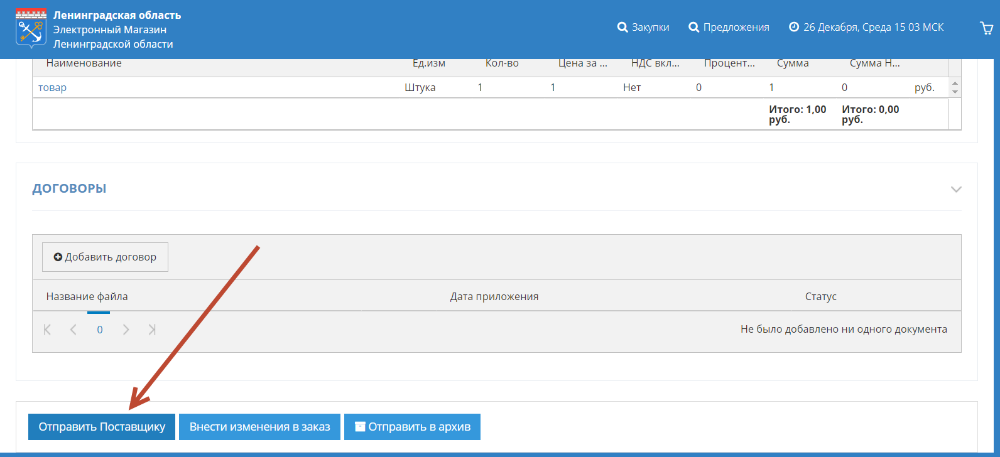 Ленинградская область
Электронный Магазин
Ленинградской области
Закупки Предложения 26 Декабря, Среда 15 03 МСК
Наименование Ед.изм Кол-во Цена за ... НДС вкл... Процент... Сумма Сумма Н...
товар Штука 1 1 Нет 0 1 0 руб.
Итого: 1,00 руб. Итого: 0,00 руб.
ДОГОВОРЫ
Добавить договор
Название файла Дата приложения Статус
0 Не было добавлено ни одного документа
Отправить Поставщику Внести изменения в заказ Отправить в архив